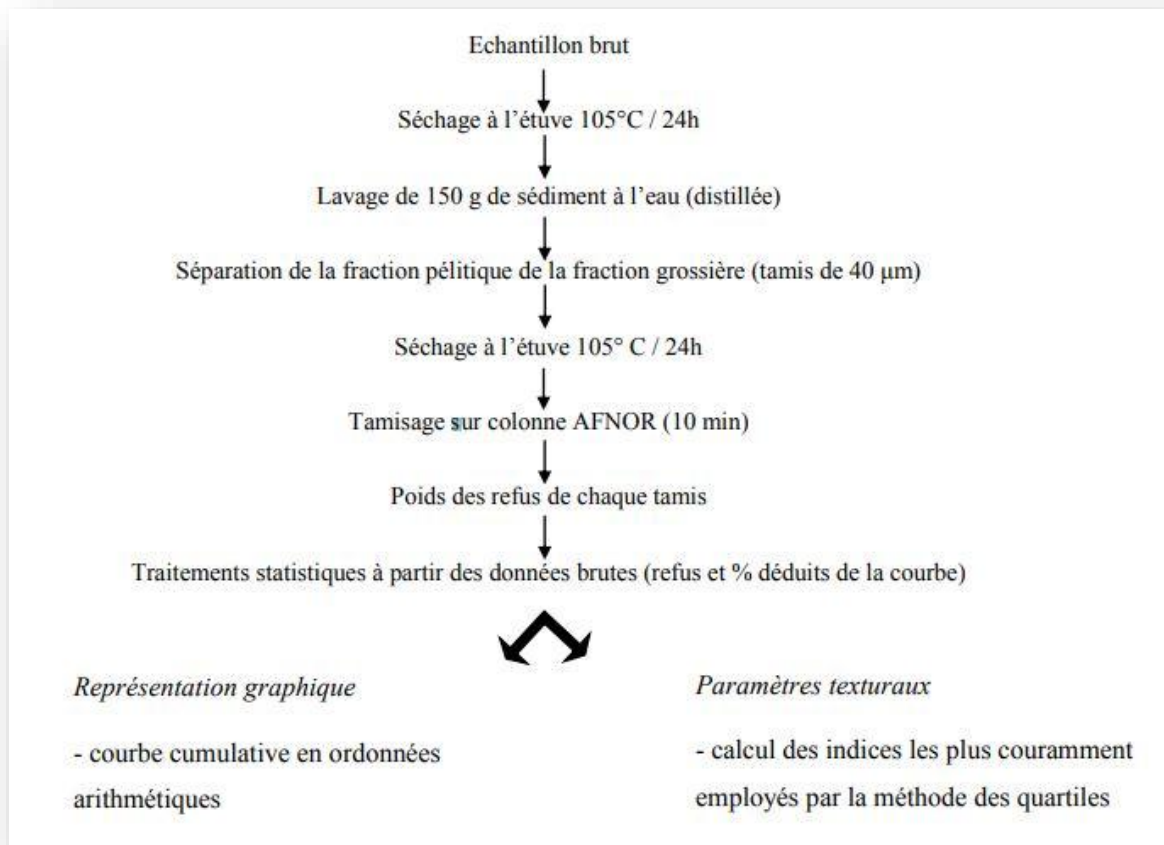 Echantillon brut
Séchage à l'étuve 105°C / 24h
Lavage de 150 g de sédiment à l'eau (distillée)
Séparation de la fraction pélitique de la fraction grossière (tamis de 40 µm)
Séchage à l'étuve 105° C / 24h
Tamisage sur colonne AFNOR (10 min)
Poids des refus de chaque tamis
Traitements statistiques à partir des données brutes (refus et % déduits de la courbe)
Représentation graphique
- courbe cumulative en ordonnées
arithmétiques
Paramètres texturaux
- calcul des indices les plus couramment
employés par la méthode des quartiles